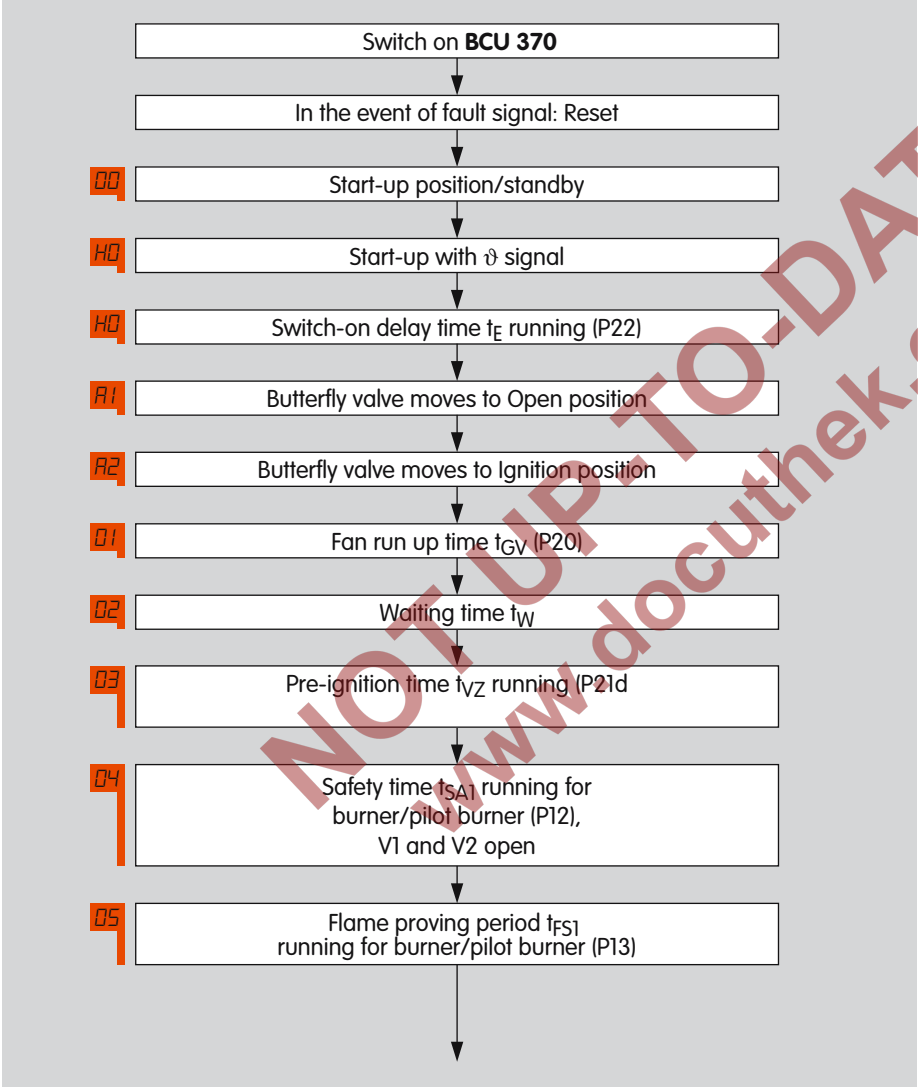 Switch on BCU 370
In the event of fault signal: Reset
00 Start-up position/standby
H0 Start-up with ϑ signal
H0 Switch-on delay time tE running (P22)
A1 Butterfly valve moves to Open position
A2 Butterfly valve moves to Ignition position
01 Fan run up time tGV (P20)
02 Waiting time tW
03 Pre-ignition time tVZ running (P21d
04 Safety time tSA1 running for
burner/pilot burner (P12),
V1 and V2 open
05 Flame proving period tFS1
running for burner/pilot burner (P13)
NOT UP-TO-DAT
www.docuthek.